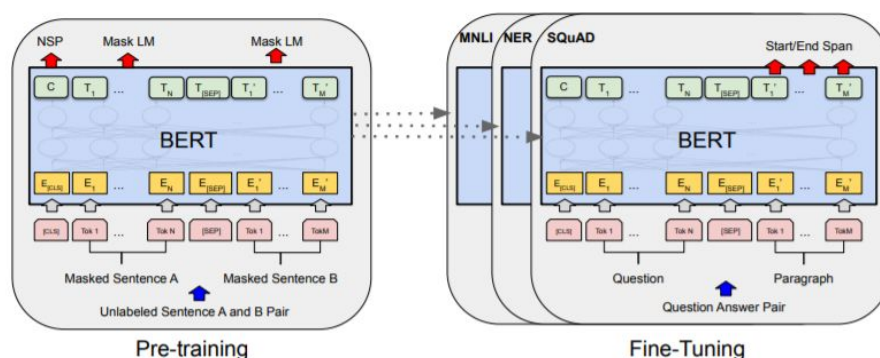 NSP Mask LM Mask LM
C T1 ... TN T[SEP] T1' ... TM'
BERT
E[CLS] E1 ... EN E[SEP] E1' ... EM'
[CLS] Tok 1 ... Tok N [SEP] Tok 1 ... TokM
Masked Sentence A Masked Sentence B
Unlabeled Sentence A and B Pair
Pre-training
MNLI NER SQuAD
Start/End Span
C T1 ... TN T[SEP] T1' ... TM'
BERT
E[CLS] E1 ... EN E[SEP] E1' ... EM'
[CLS] Tok 1 ... Tok N [SEP] Tok 1 ... TokM
Question Paragraph
Question Answer Pair
Fine-Tuning